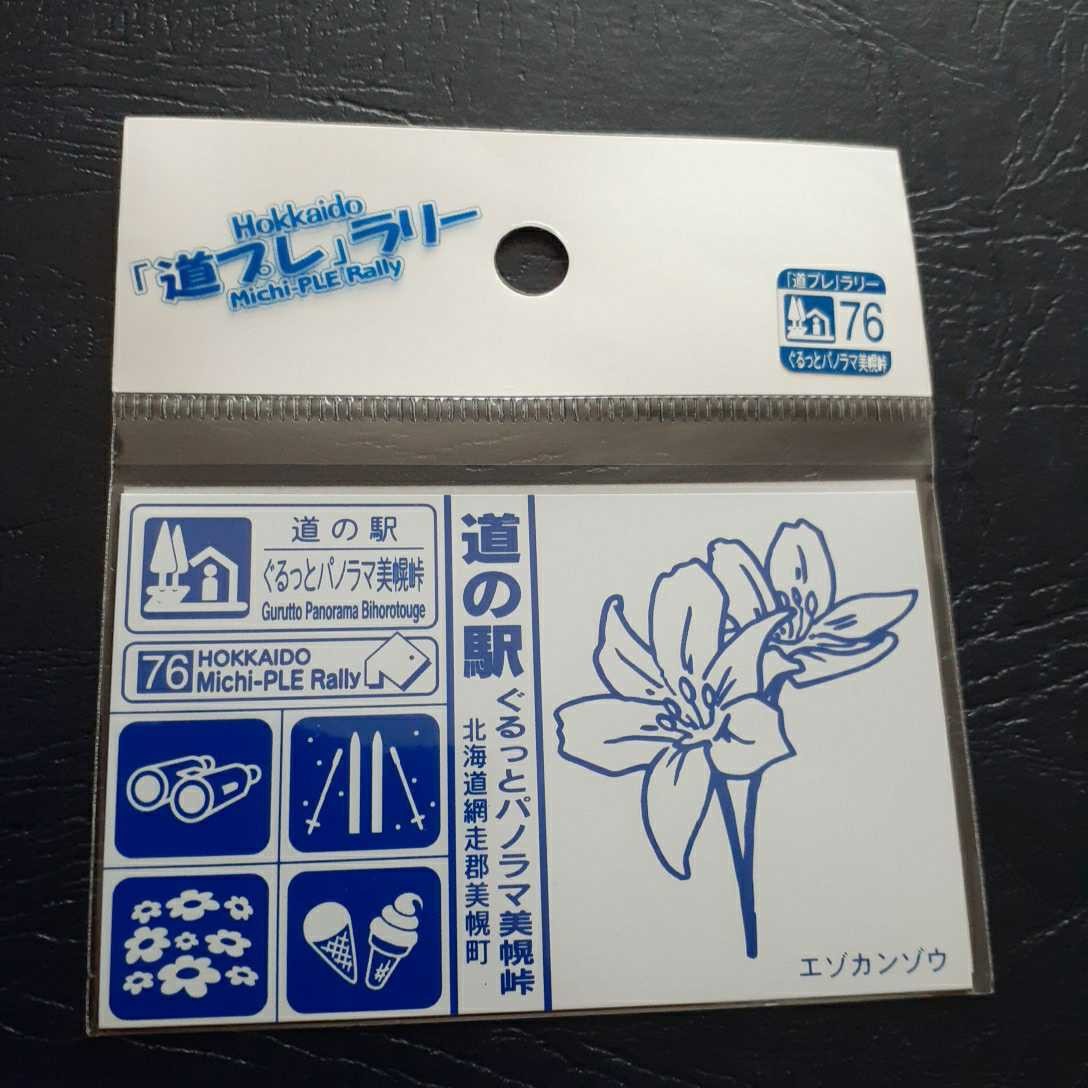 Hokkaido
「道プレ」ラリー
Michi-PLE Rally
「道プレ」ラリー
76
ぐるっとパノラマ美幌峠
道の駅
ぐるっとパノラマ美幌峠
Gurutto Panorama Bihorotouge
76 HOKKAIDO
Michi-PLE Rally
道の駅 ぐるっとパノラマ美幌峠
北海道網走郡美幌町
エゾカンゾウ